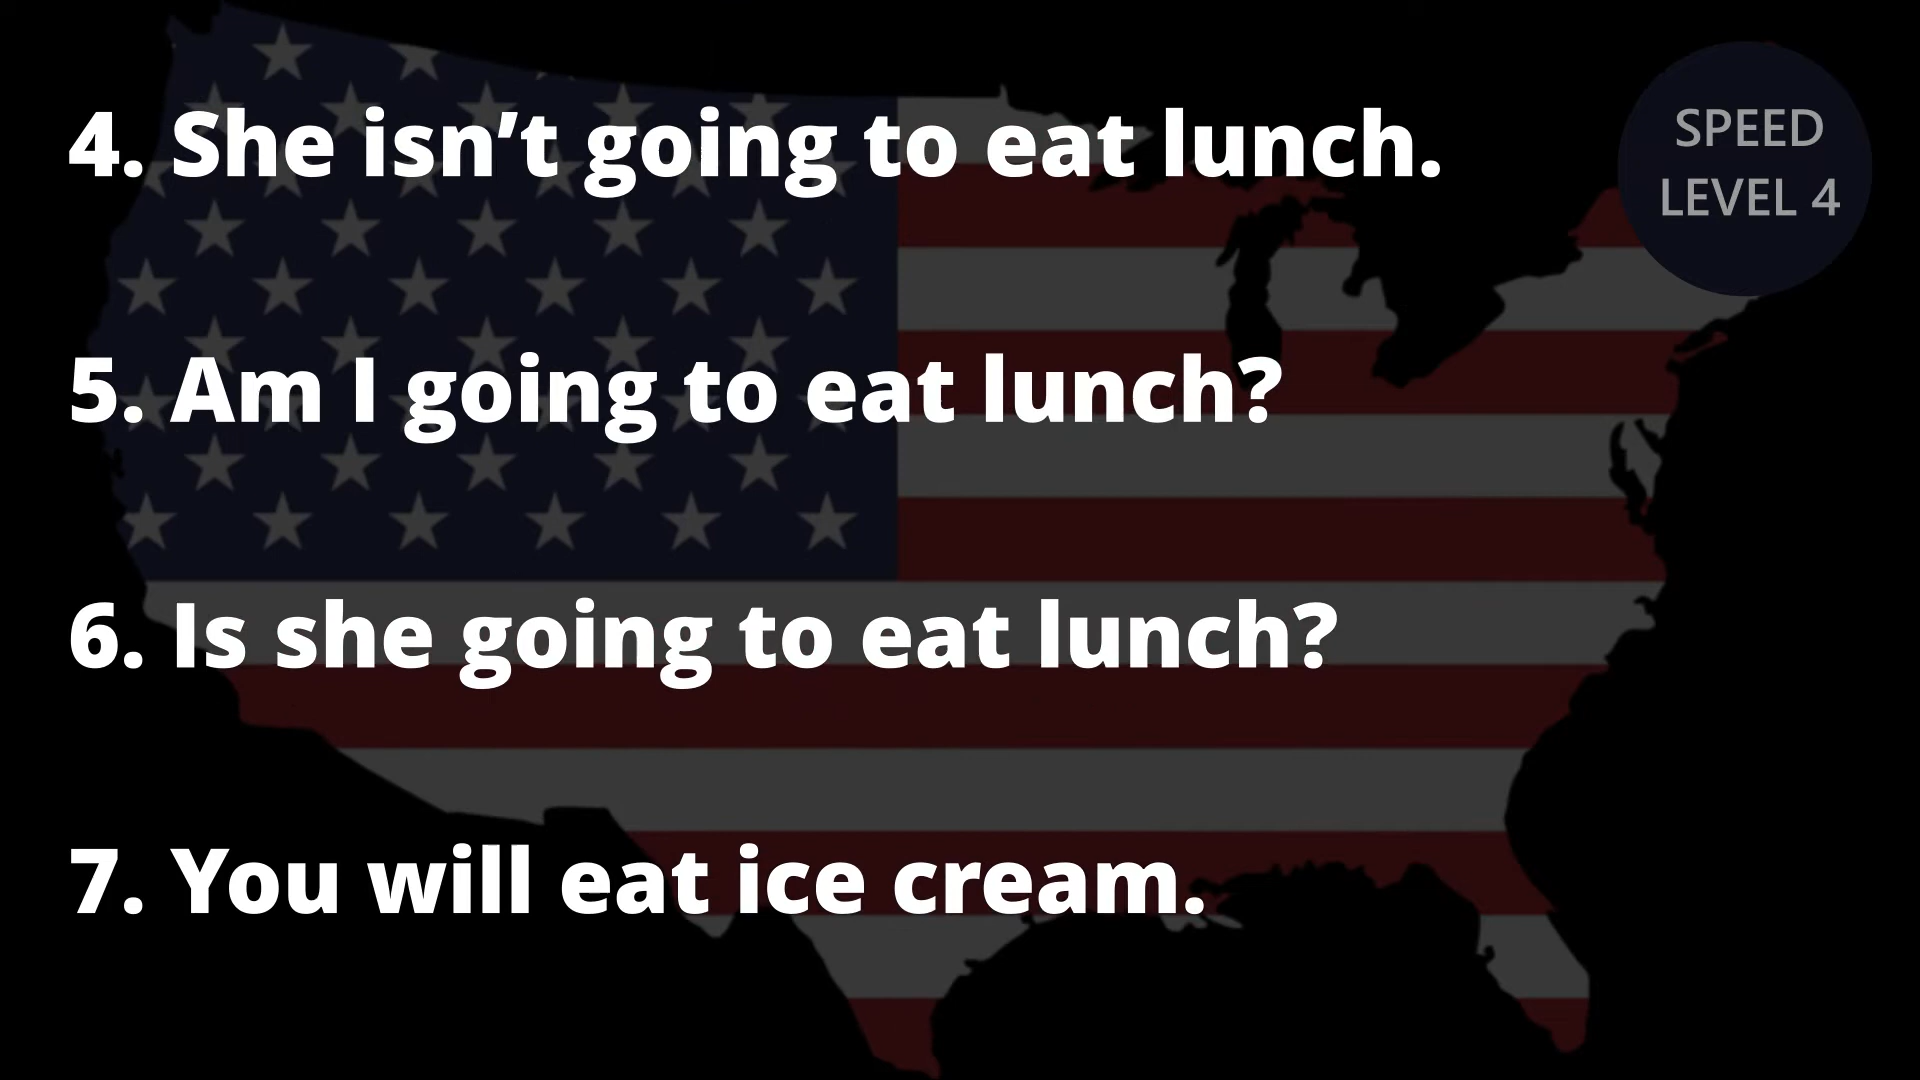 4. She isn’t going to eat lunch.
SPEED
LEVEL 4
5. Am I going to eat lunch?
6. Is she going to eat lunch?
7. You will eat ice cream.